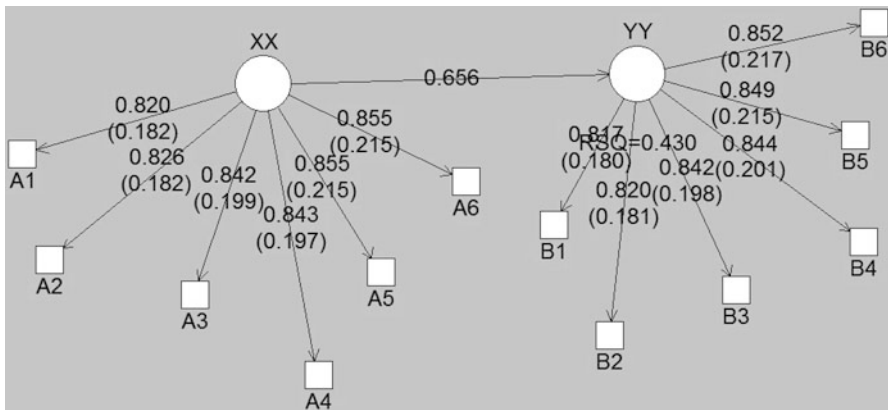 XX
YY
0.852
(0.217)
B6
0.656
0.820
(0.182)
A1
0.826
(0.182)
A2
0.842
(0.199)
A3
0.843
(0.197)
A4
0.855
(0.215)
A5
0.855
(0.215)
A6
0.817
(0.180)
B1
RSQ=0.430
0.820
(0.181)
B2
0.842
(0.198)
B3
0.844
(0.201)
B4
0.849
(0.215)
B5